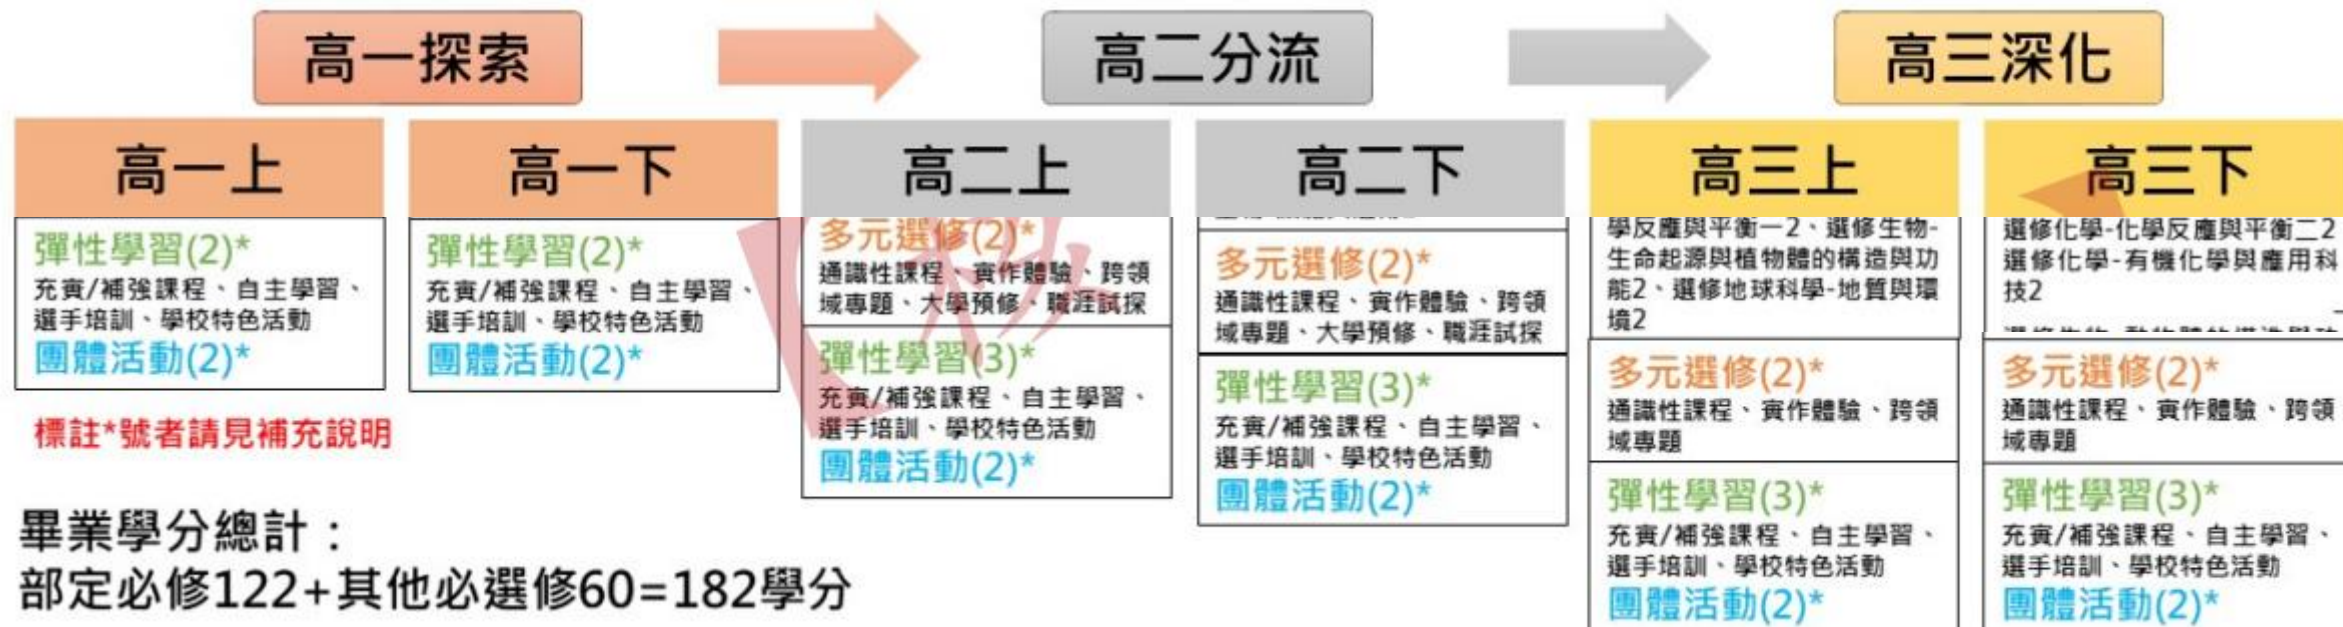 高一探索
高二分流
高三深化
高一上
高一下
高二上
高二下
高三上
高三下
彈性學習(2)*
充實/補強課程、自主學習、
選手培訓、學校特色活動
團體活動(2)*
標註*號者請見補充說明
彈性學習(2)*
充實/補強課程、自主學習、
選手培訓、學校特色活動
團體活動(2)*
多元選修(2)*
通識性課程、實作體驗、跨領
域專題、大學預修、職涯試探
彈性學習(3)*
充實/補強課程、自主學習、
選手培訓、學校特色活動
團體活動(2)*
多元選修(2)*
通識性課程、實作體驗、跨領
域專題、大學預修、職涯試探
彈性學習(3)*
充實/補強課程、自主學習、
選手培訓、學校特色活動
團體活動(2)*
學反應與平衡一2、選修生物-
生命起源與植物體的構造與功
能2、選修地球科學-地質與環
境2
多元選修(2)*
通識性課程、實作體驗、跨領
域專題
彈性學習(3)*
充實/補強課程、自主學習、
選手培訓、學校特色活動
團體活動(2)*
選修化學-化學反應與平衡二2
選修化學-有機化學與應用科
技2
多元選修(2)*
通識性課程、實作體驗、跨領
域專題
彈性學習(3)*
充實/補強課程、自主學習、
選手培訓、學校特色活動
團體活動(2)*
畢業學分總計：
部定必修122+其他必選修60=182學分